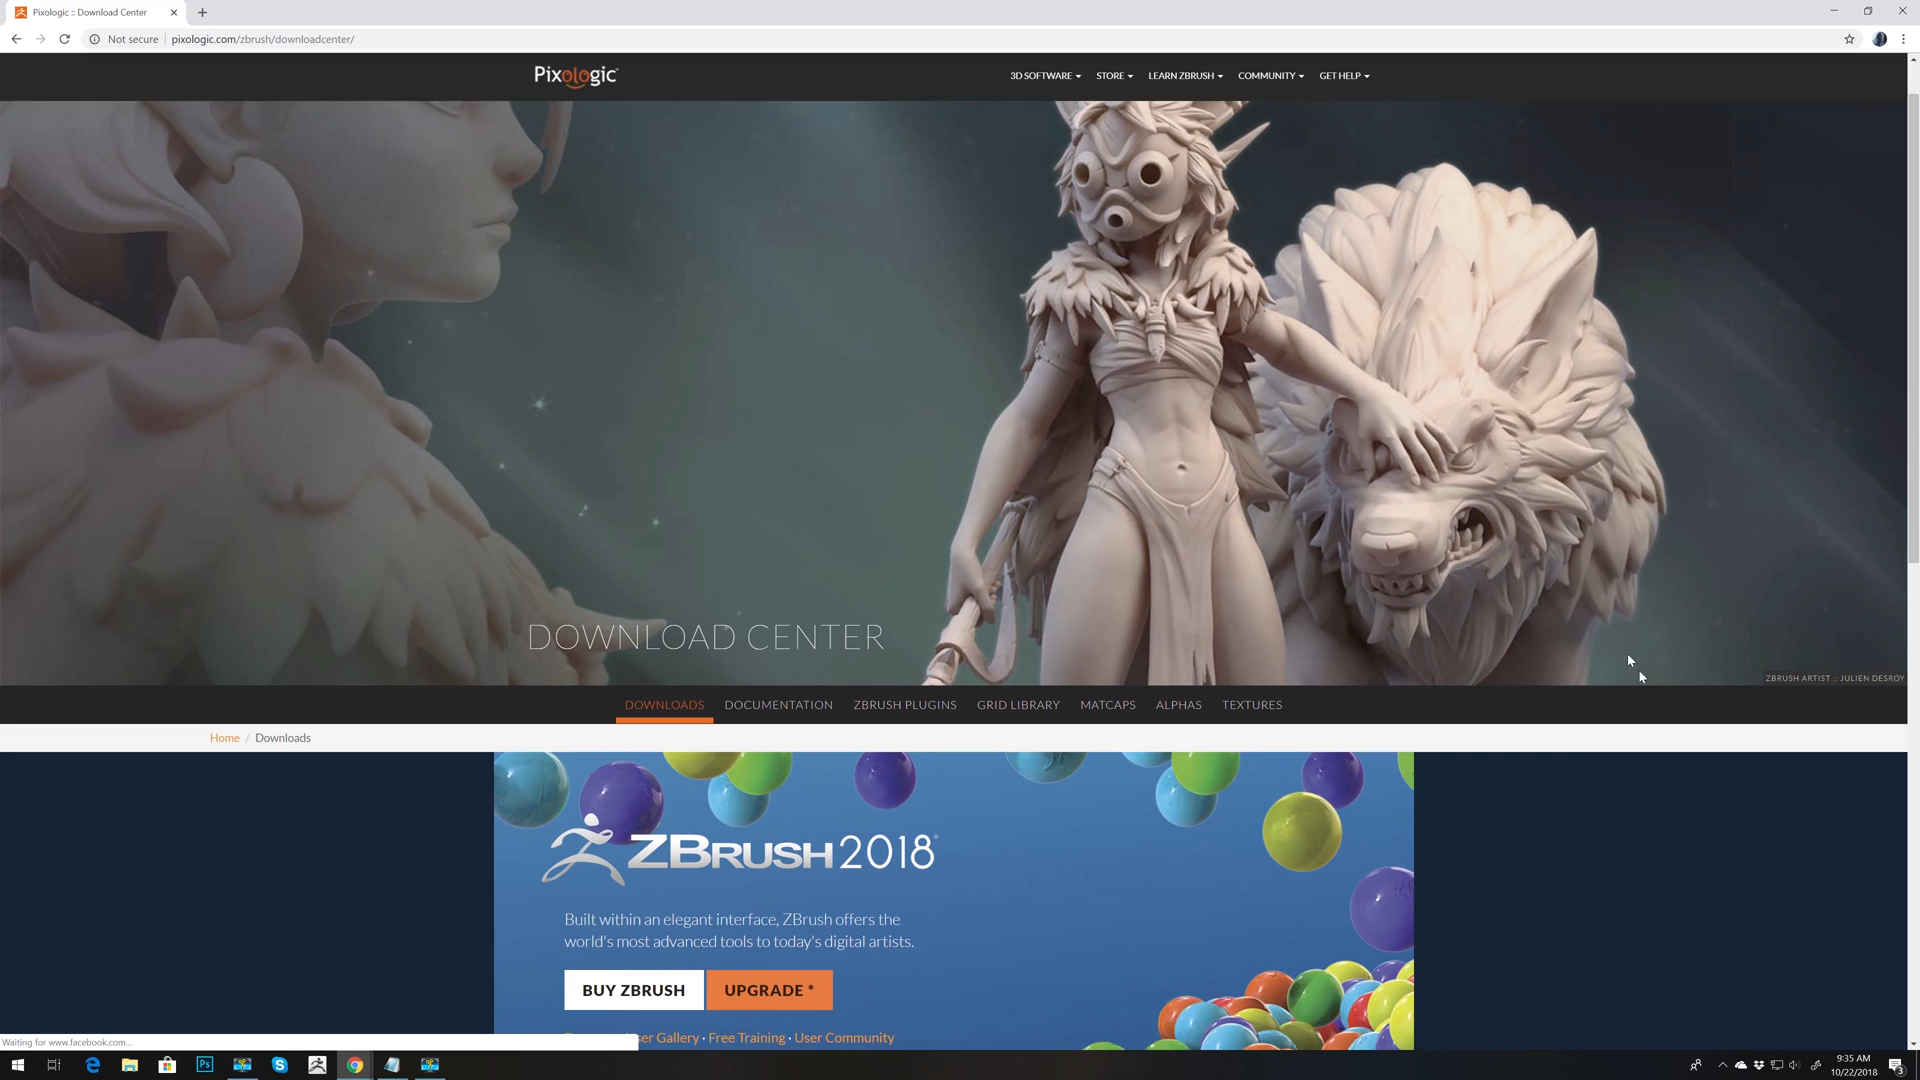 Pixologic :: Download Center
Not secure
pixologic.com/zbrush/downloadcenter/
Pixologic
3D SOFTWARE
STORE
LEARN ZBRUSH
COMMUNITY
GET HELP
DOWNLOAD CENTER
ZBRUSH ARTIST :: JULIEN DESROY
DOWNLOADS
DOCUMENTATION
ZBRUSH PLUGINS
GRID LIBRARY
MATCAPS
ALPHAS
TEXTURES
Home / Downloads
ZBRUSH 2018
Built within an elegant interface, ZBrush offers the
world's most advanced tools to today's digital artists.
BUY ZBRUSH
UPGRADE *
Gallery · Free Training · User Community
Waiting for www.facebook.com...
Ps
9:35 AM
10/22/2018
3